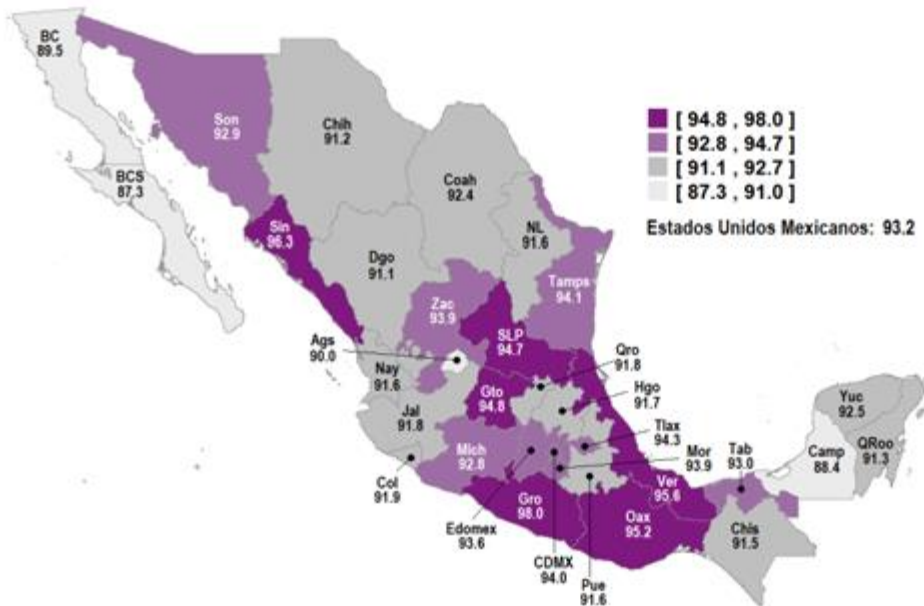 BC
89.5
Son
92.9
Chih
91.2
[ 94.8 , 98.0 ]
[ 92.8 , 94.7 ]
[ 91.1 , 92.7 ]
[ 87.3 , 91.0 ]
Estados Unidos Mexicanos: 93.2
BCS
87.3
Coah
92.4
Sin
96.3
NL
91.6
Dgo
91.1
Tamps
94.1
Zac
93.9
SLP
94.7
Ags
90.0
Qro
91.8
Nay
91.6
Hgo
91.7
Gto
94.8
Yuc
92.5
Jal
91.8
Tlax
94.3
Mich
92.8
Mor
93.9
Tab
93.0
Camp
88.4
QRoo
91.3
Col
91.9
Ver
95.6
Gro
98.0
Oax
95.2
Edomex
93.6
Chis
91.5
CDMX
94.0
Pue
91.6